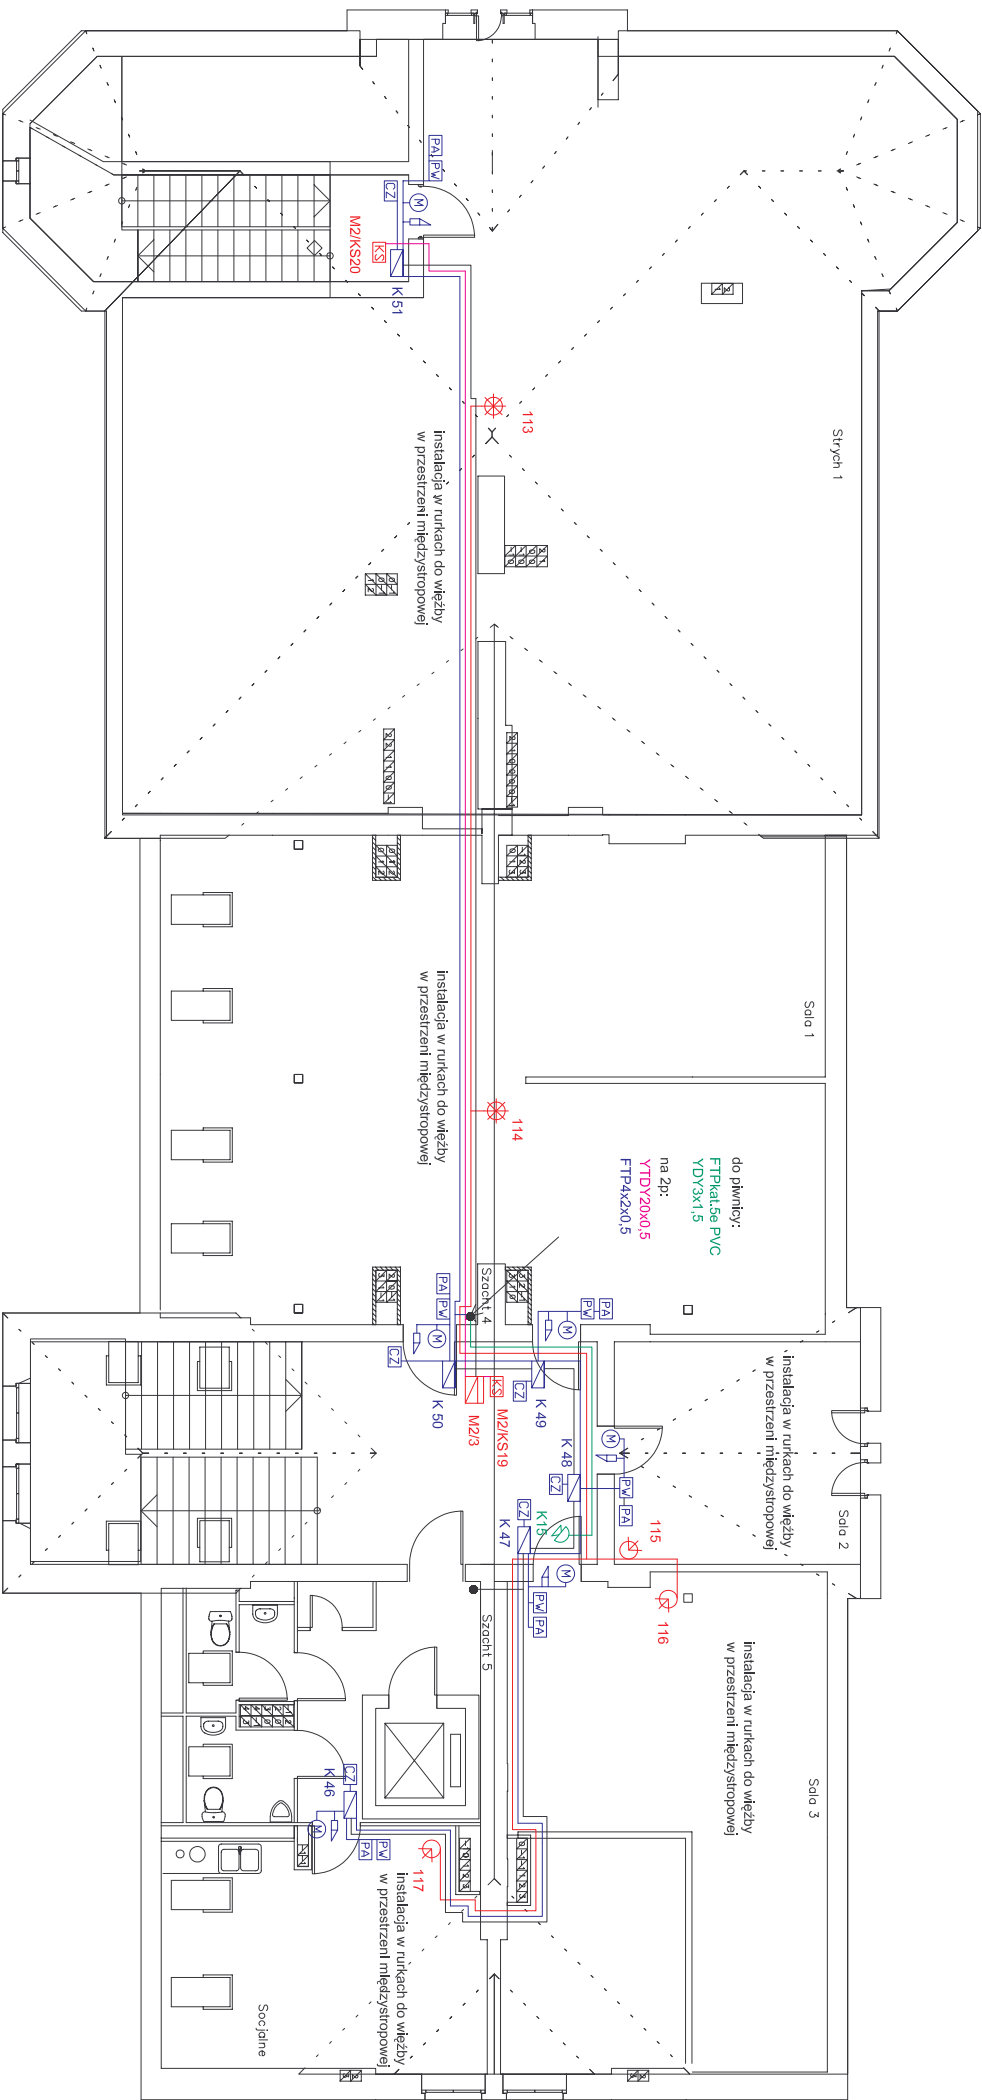 Strych 1
PA PW
CZ
M
KS
M2/KS20
K 51
113
instalacja w rurkach do więźby
w przestrzeni międzystropowej
Sala 1
instalacja w rurkach do więźby
w przestrzeni międzystropowej
114
do piwnicy:
FTPkat.5e PVC
YDY3x1,5
na 2p:
YTDY20x0,5
FTP4x2x0,5
Szacht 4
PA PW
M
CZ
K 50
KS
M2/3
M2/KS19
PA
PW
M
CZ
K 49
instalacja w rurkach do więźby
w przestrzeni międzystropowej
Sala 2
M
PW
PA
CZ
K 48
K15
CZ
K 47
M
PW PA
115
116
Szacht 5
instalacja w rurkach do więźby
w przestrzeni międzystropowej
Sala 3
CZ
K 46
M
PW
PA
117
instalacja w rurkach do więźby
w przestrzeni międzystropowej
Socjalne